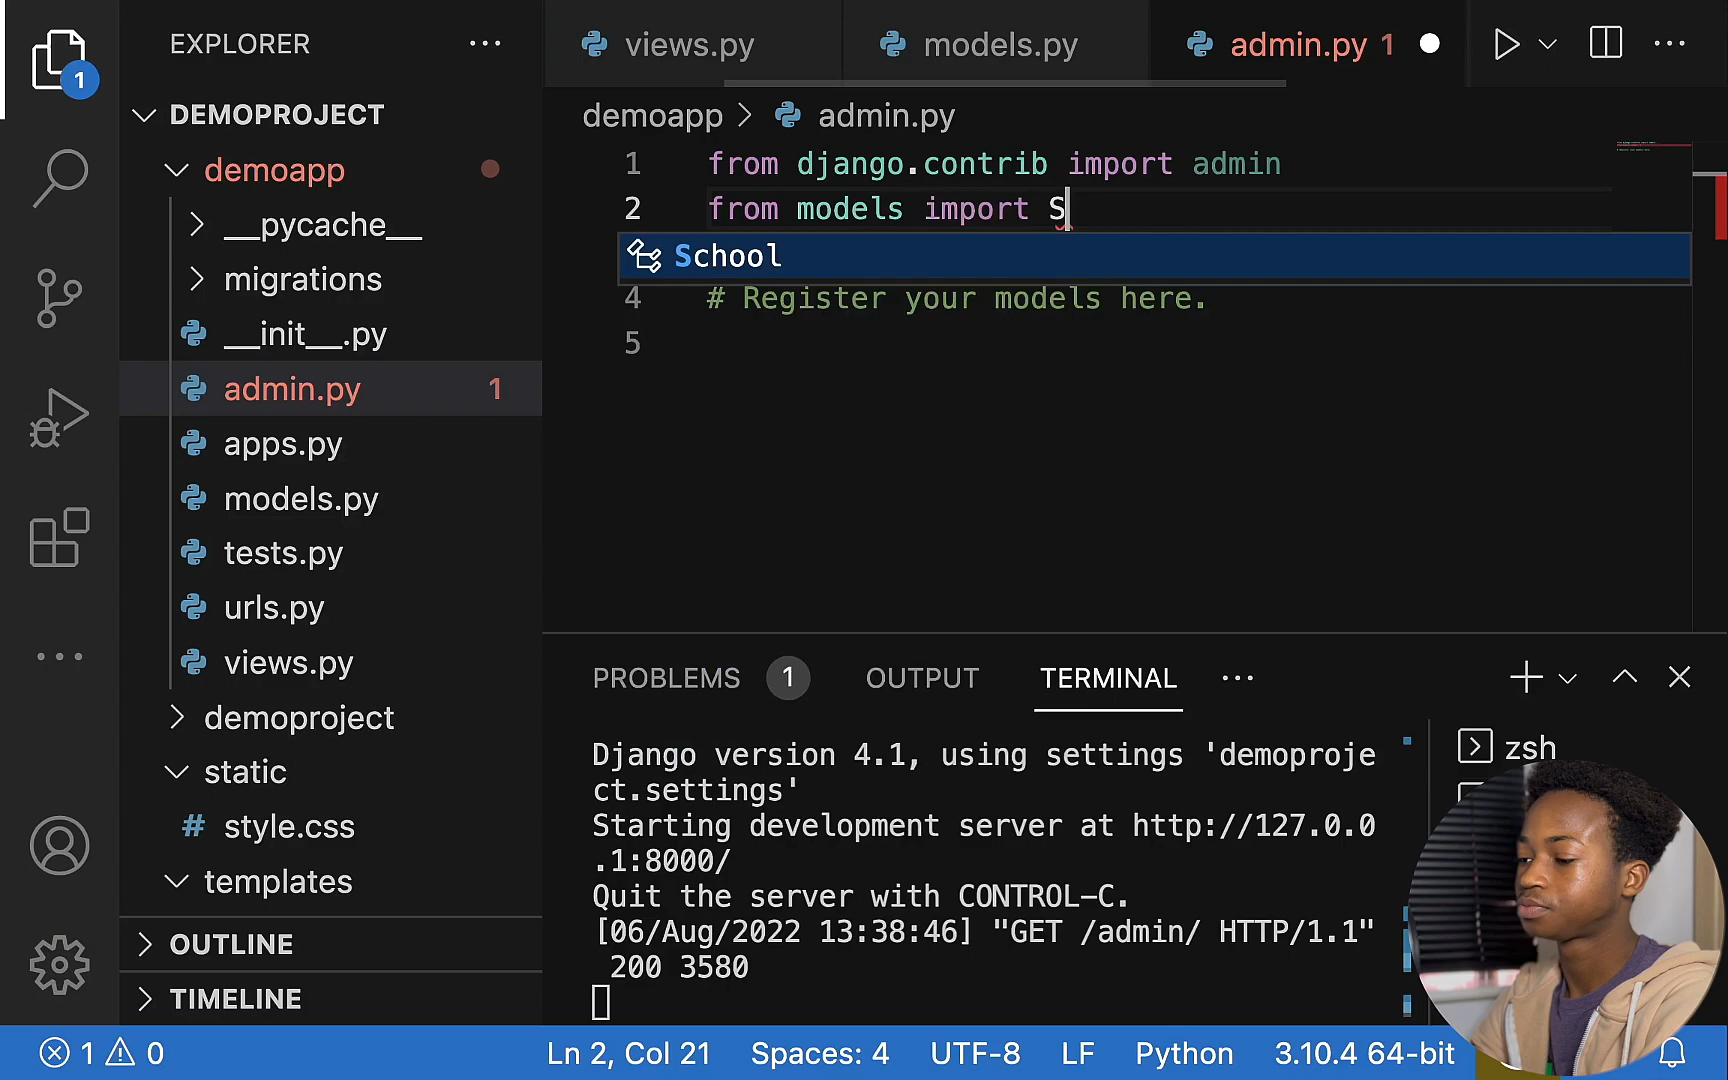 1
EXPLORER
DEMOPROJECT
demoapp
__pycache__
migrations
__init__.py
admin.py 1
apps.py
models.py
tests.py
urls.py
views.py
demoproject
static
# style.css
templates
OUTLINE
TIMELINE
views.py
models.py
admin.py 1
demoapp > admin.py
1 from django.contrib import admin
2 from models import S
School
4 # Register your models here.
5
PROBLEMS 1 OUTPUT TERMINAL
Django version 4.1, using settings 'demoproje
ct.settings'
Starting development server at http://127.0.0
.1:8000/
Quit the server with CONTROL-C.
[06/Aug/2022 13:38:46] "GET /admin/ HTTP/1.1"
200 3580
zsh
1 0 Ln 2, Col 21 Spaces: 4 UTF-8 LF Python 3.10.4 64-bit